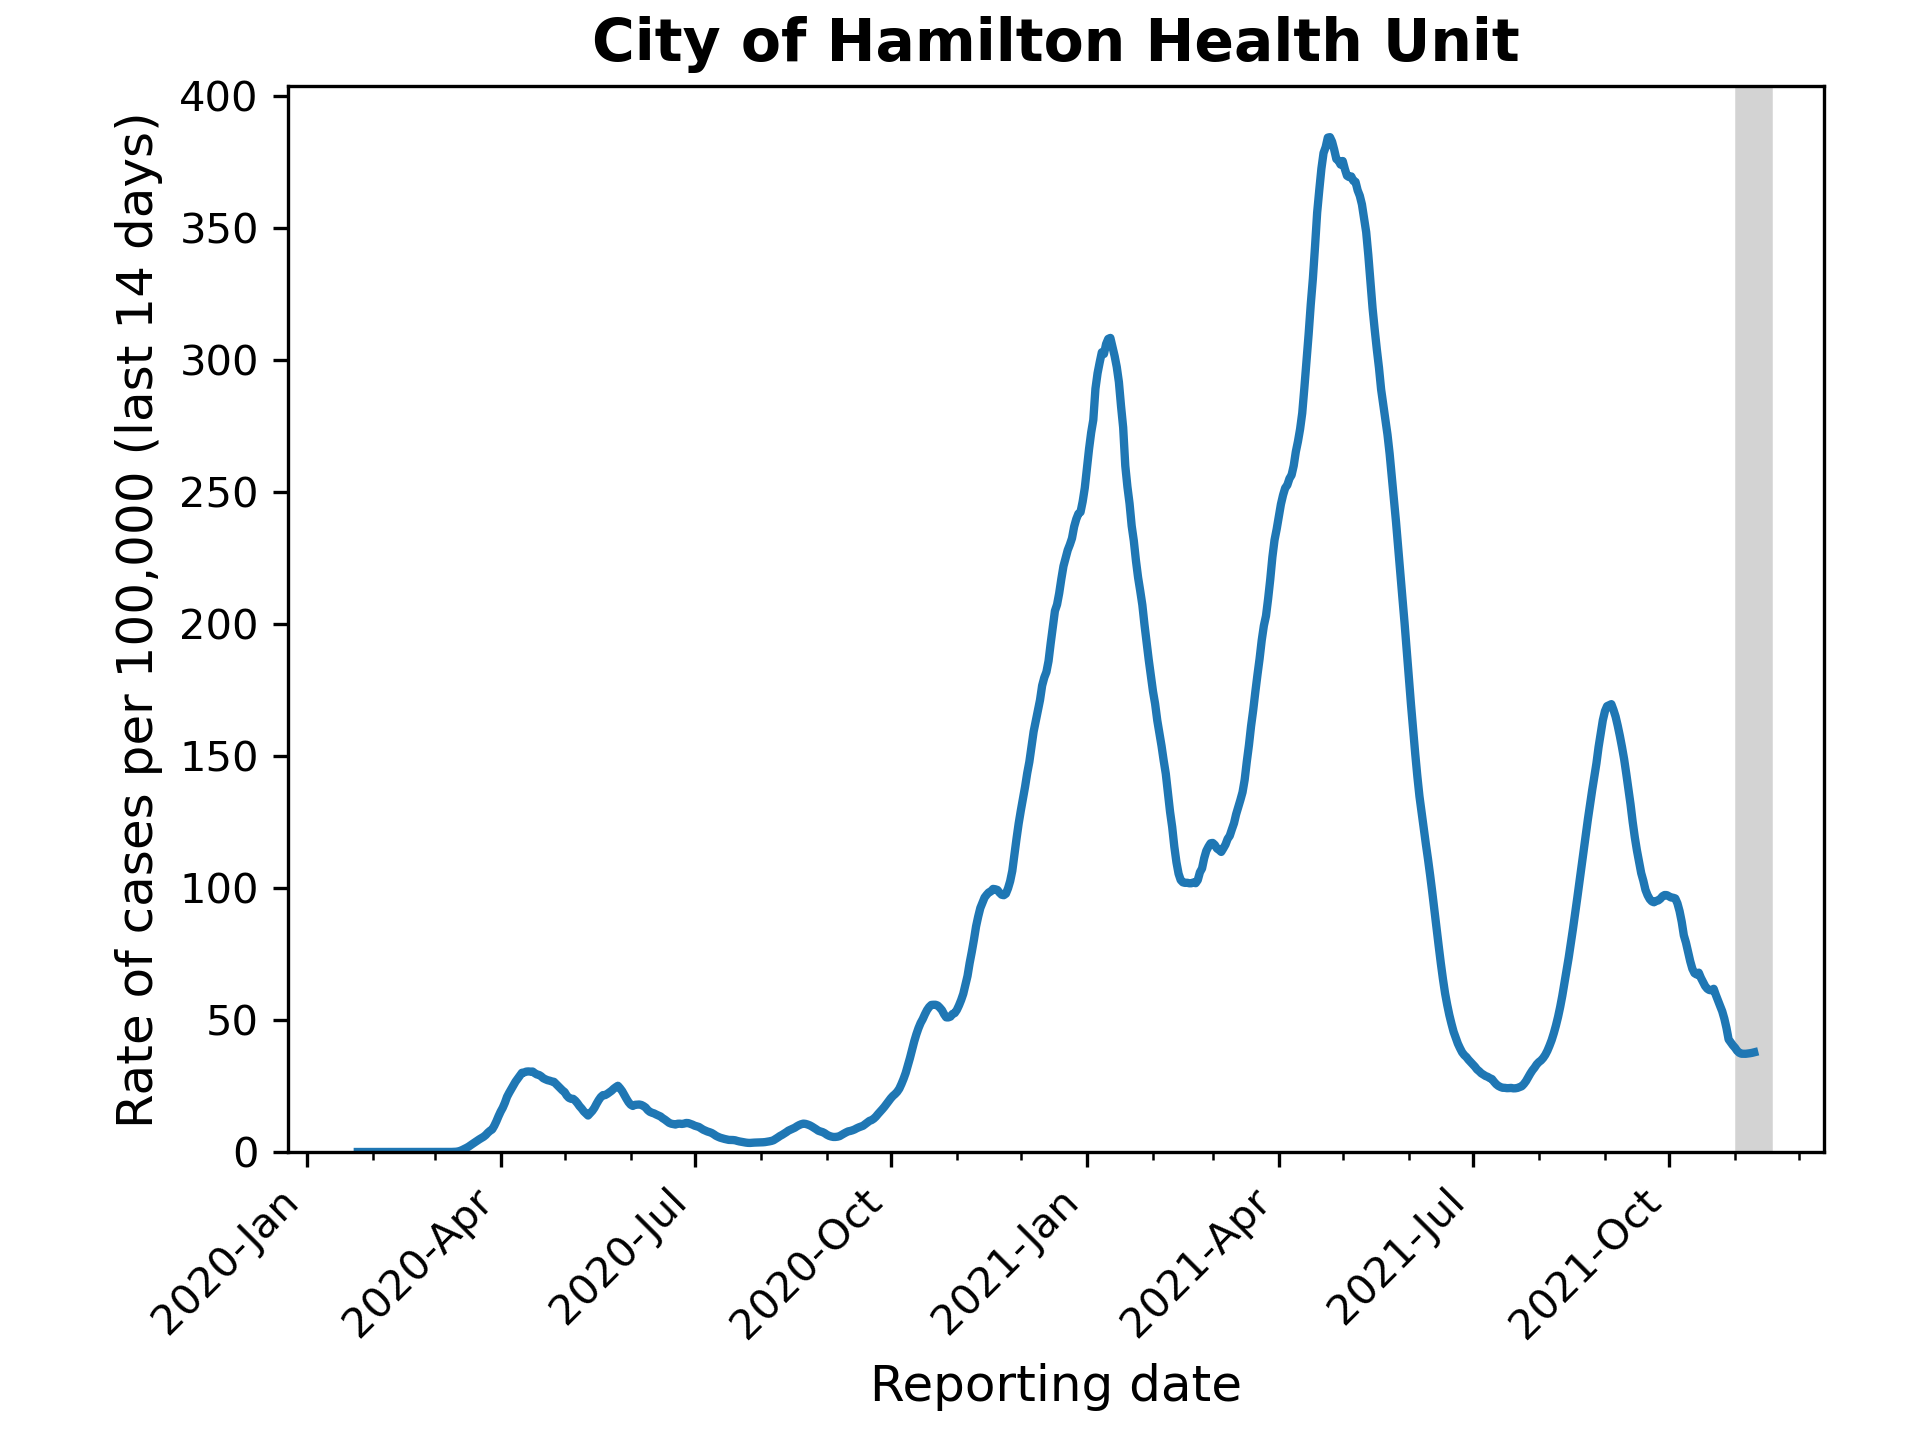 City of Hamilton Health Unit
Rate of cases per 100,000 (last 14 days)
400
350
300
250
200
150
100
50
0
2020-Jan
2020-Apr
2020-Jul
2020-Oct
2021-Jan
2021-Apr
2021-Jul
2021-Oct
Reporting date